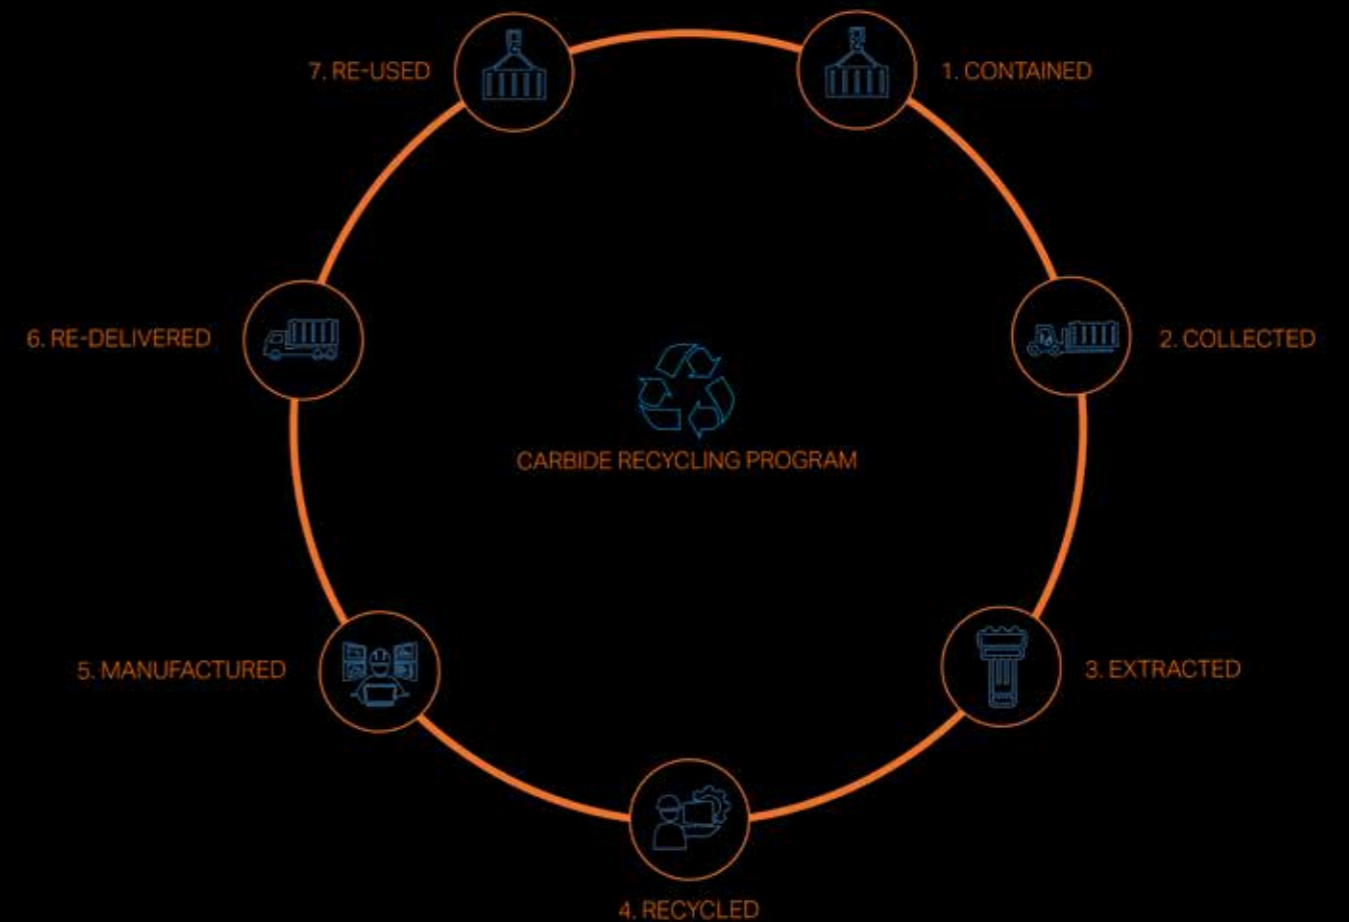 7. RE-USED
1. CONTAINED
6. RE-DELIVERED
2. COLLECTED
CARBIDE RECYCLING PROGRAM
5. MANUFACTURED
3. EXTRACTED
4. RECYCLED